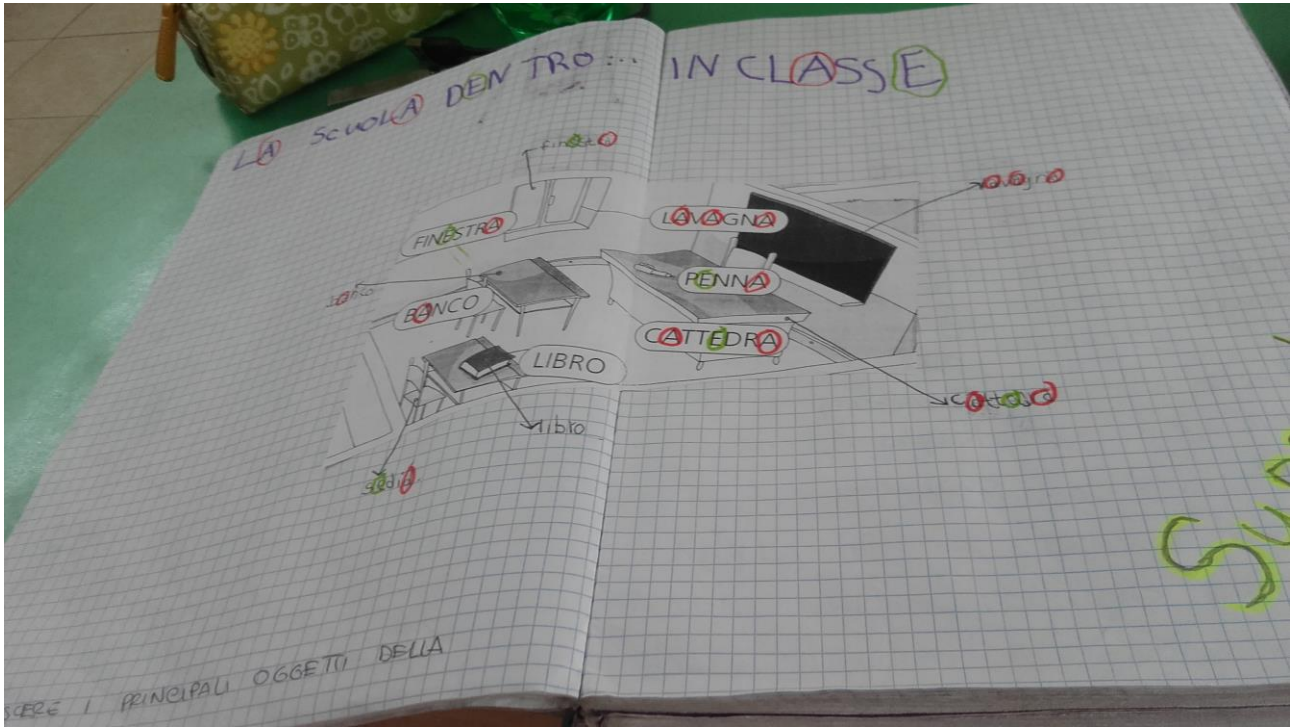 LA SCUOLA DENTRO... IN CLASSE
finestra
lavagna
LAVAGNA
FINESTRA
PENNA
banco
BANCO
CATTEDRA
LIBRO
cattedra
libro
sedia
I PRINCIPALI OGGETTI DELLA